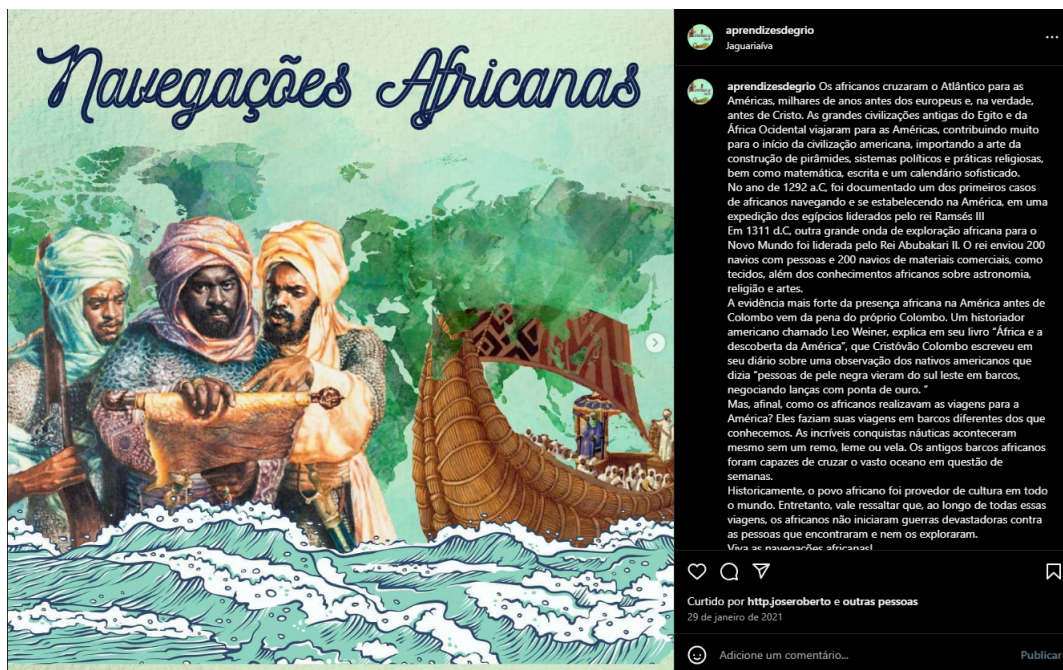 Navegações Africanas
aprendizesdegrio
Jaguariaíva
aprendizesdegrio Os africanos cruzaram o Atlântico para as
Américas, milhares de anos antes dos europeus e, na verdade,
antes de Cristo. As grandes civilizações antigas do Egito e da
África Ocidental viajaram para as Américas, contribuindo muito
para o início da civilização americana, importando a arte da
construção de pirâmides, sistemas políticos e práticas religiosas,
bem como matemática, escrita e um calendário sofisticado.
No ano de 1292 a.C, foi documentado um dos primeiros casos
de africanos navegando e se estabelecendo na América, em uma
expedição dos egípcios liderados pelo rei Ramsés III
Em 1311 d.C, outra grande onda de exploração africana para o
Novo Mundo foi liderada pelo Rei Abubakari II. O rei enviou 200
navios com pessoas e 200 navios de materiais comerciais, como
tecidos, além dos conhecimentos africanos sobre astronomia,
religião e artes.
A evidência mais forte da presença africana na América antes de
Colombo vem da pena do próprio Colombo. Um historiador
americano chamado Leo Weiner, explica em seu livro "África e a
descoberta da América", que Cristóvão Colombo escreveu em
seu diário sobre uma observação dos nativos americanos que
dizia "pessoas de pele negra vieram do sul leste em barcos,
negociando lanças com ponta de ouro. "
Mas, afinal, como os africanos realizavam as viagens para a
América? Eles faziam suas viagens em barcos diferentes dos que
conhecemos. As incríveis conquistas náuticas aconteceram
mesmo sem um remo, leme ou vela. Os antigos barcos africanos
foram capazes de cruzar o vasto oceano em questão de
semanas.
Historicamente, o povo africano foi provedor de cultura em todo
o mundo. Entretanto, vale ressaltar que, ao longo de todas essas
viagens, os africanos não iniciaram guerras devastadoras contra
as pessoas que encontraram e nem os exploraram.
Viva as navegações africanas!
Curtido por http.joseroberto e outras pessoas
29 de janeiro de 2021
Adicione um comentário...
Publicar